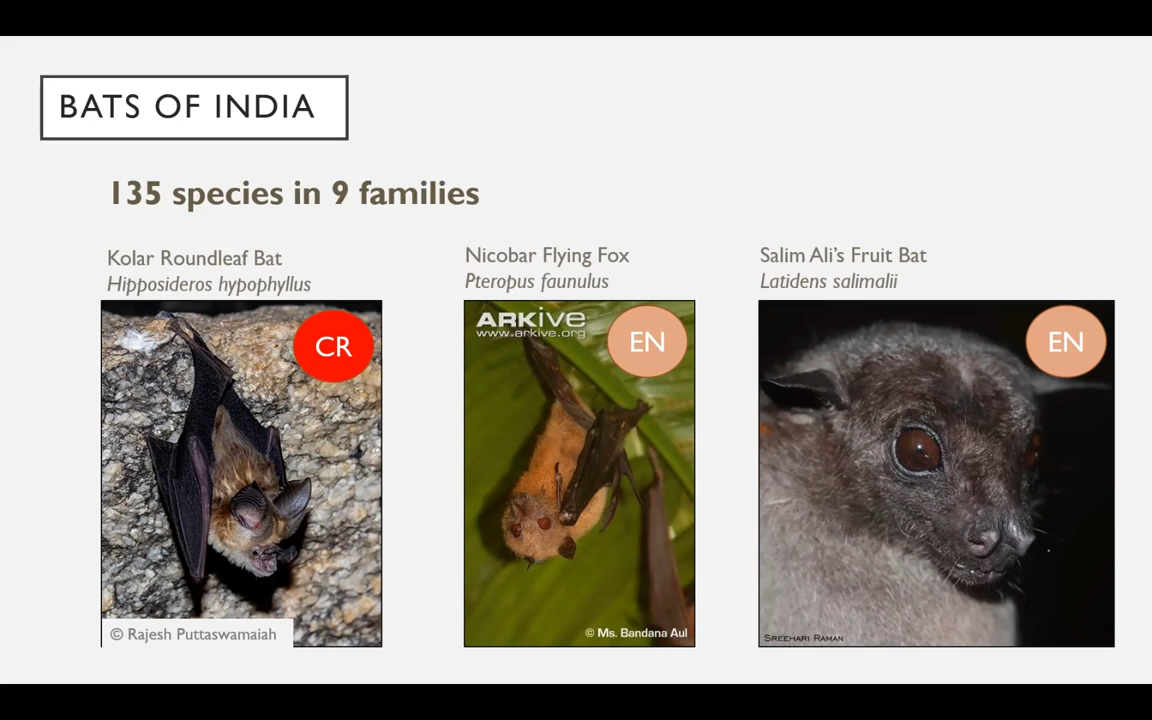 BATS OF INDIA
135 species in 9 families
Kolar Roundleaf Bat
Hipposideros hypophyllus
Nicobar Flying Fox
Pteropus faunulus
Salim Ali's Fruit Bat
Latidens salimalii
CR
ARKive
www.arkive.org
EN
EN
© Rajesh Puttaswamaiah
© Ms. Bandana Aul
SREEHARI RAMAN